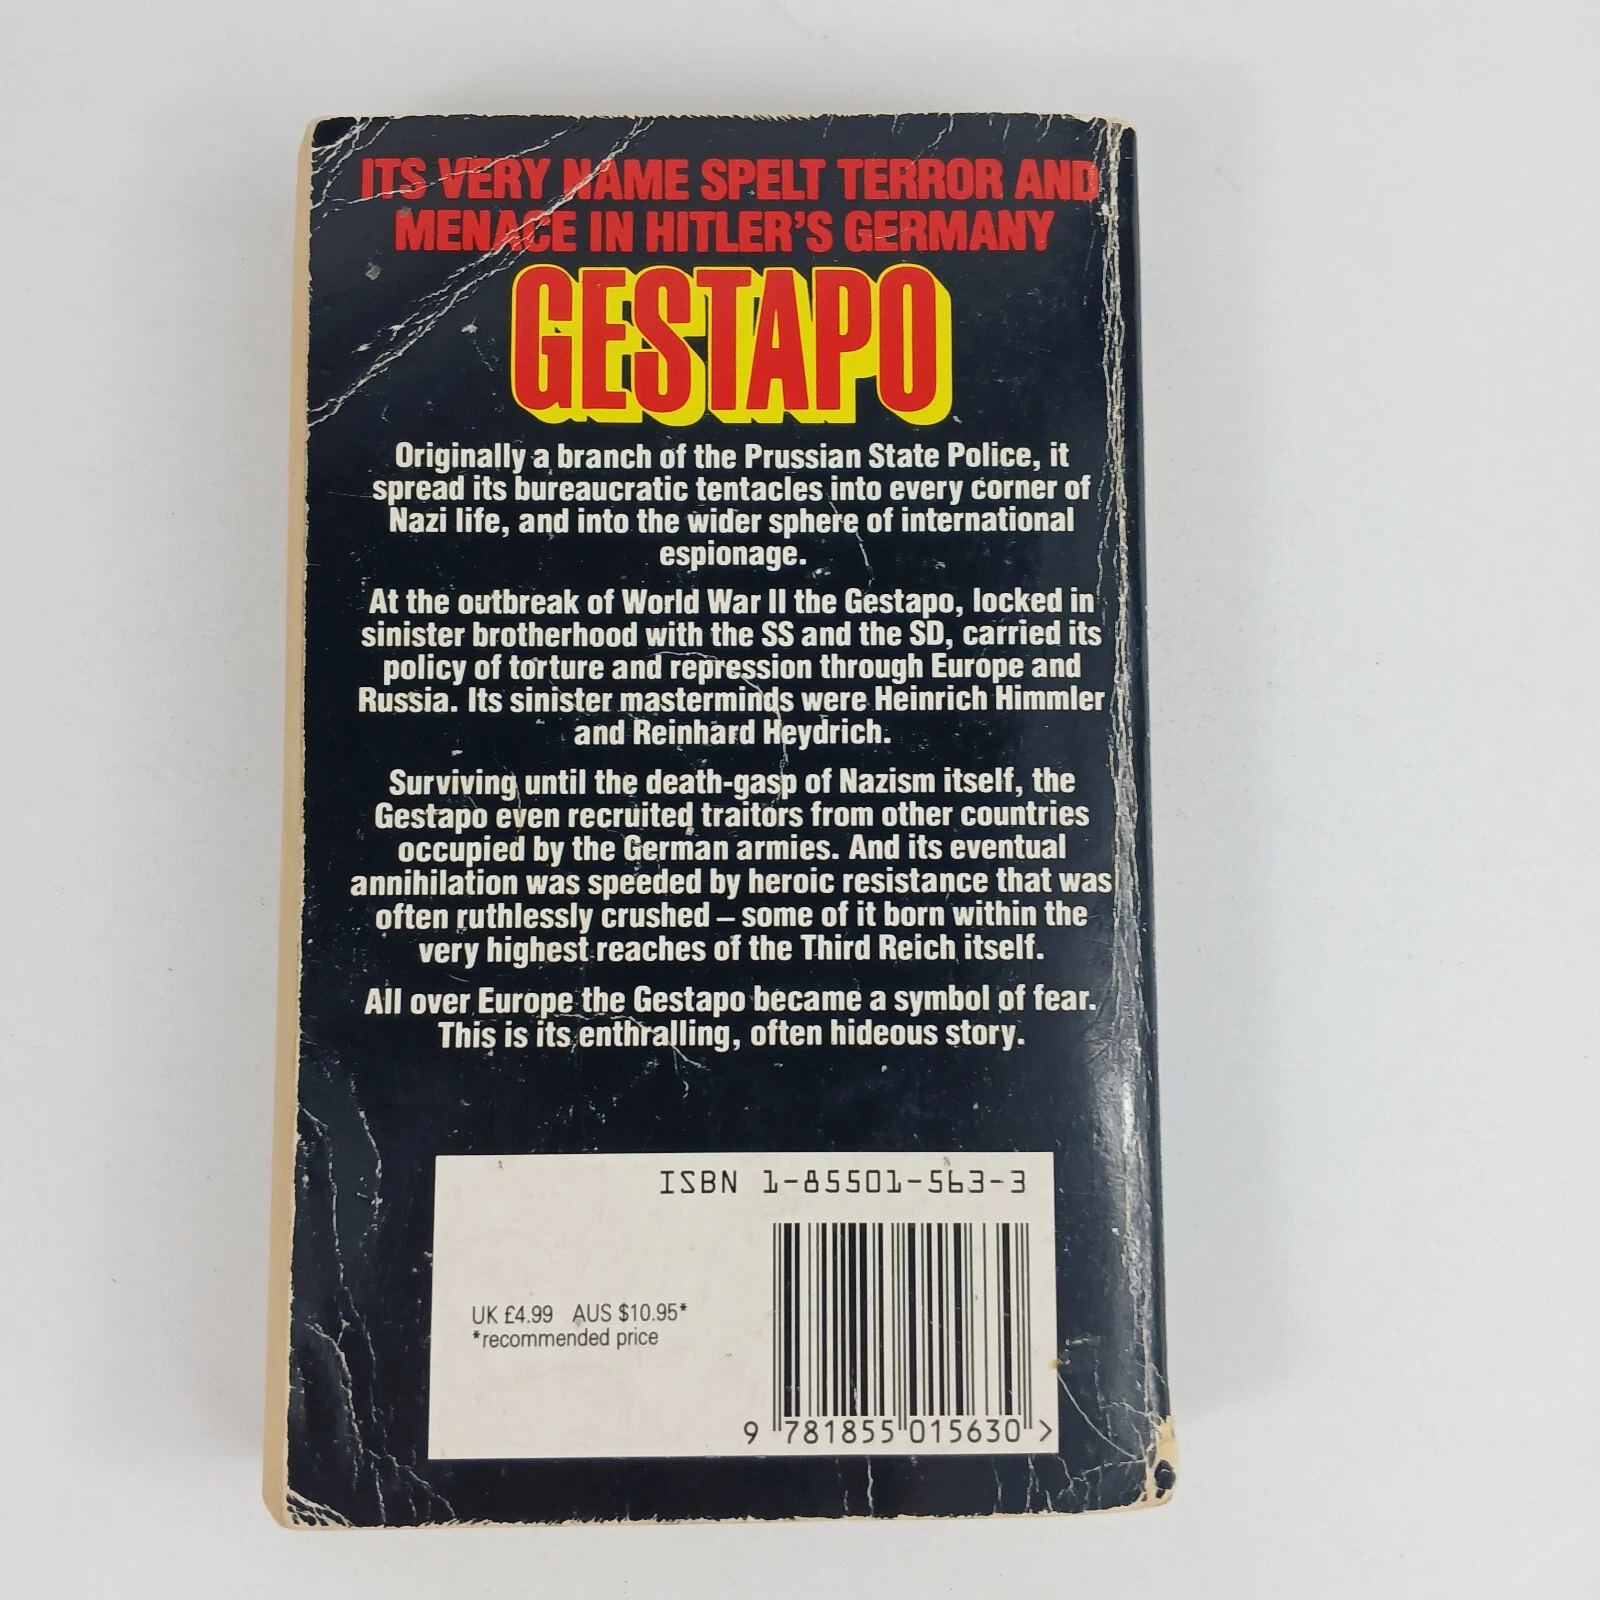 ITS VERY NAME SPELT TERROR AND
MENACE IN HITLER'S GERMANY
GESTAPO
Originally a branch of the Prussian State Police, it
spread its bureaucratic tentacles into every corner of
Nazi life, and into the wider sphere of international
espionage.
At the outbreak of World War II the Gestapo, locked in
sinister brotherhood with the SS and the SD, carried its
policy of torture and repression through Europe and
Russia. Its sinister masterminds were Heinrich Himmler
and Reinhard Heydrich.
Surviving until the death-gasp of Nazism itself, the
Gestapo even recruited traitors from other countries
occupied by the German armies. And its eventual
annihilation was speeded by heroic resistance that was
often ruthlessly crushed – some of it born within the
very highest reaches of the Third Reich itself.
All over Europe the Gestapo became a symbol of fear.
This is its enthralling, often hideous story.
ISBN 1-85501-563-3
UK £4.99 AUS $10.95*
*recommended price
9 781855 015630 >